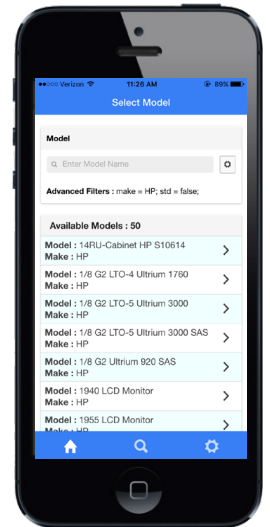 Verizon 11:26 AM 89%
Select Model
Model
Enter Model Name
Advanced Filters : make = HP; std = false;
Available Models : 50
Model : 14RU-Cabinet HP S10614
Make : HP
Model : 1/8 G2 LTO-4 Ultrium 1760
Make : HP
Model : 1/8 G2 LTO-5 Ultrium 3000
Make : HP
Model : 1/8 G2 LTO-5 Ultrium 3000 SAS
Make : HP
Model : 1/8 G2 Ultrium 920 SAS
Make : HP
Model : 1940 LCD Monitor
Make : HP
Model : 1955 LCD Monitor
Make : HP